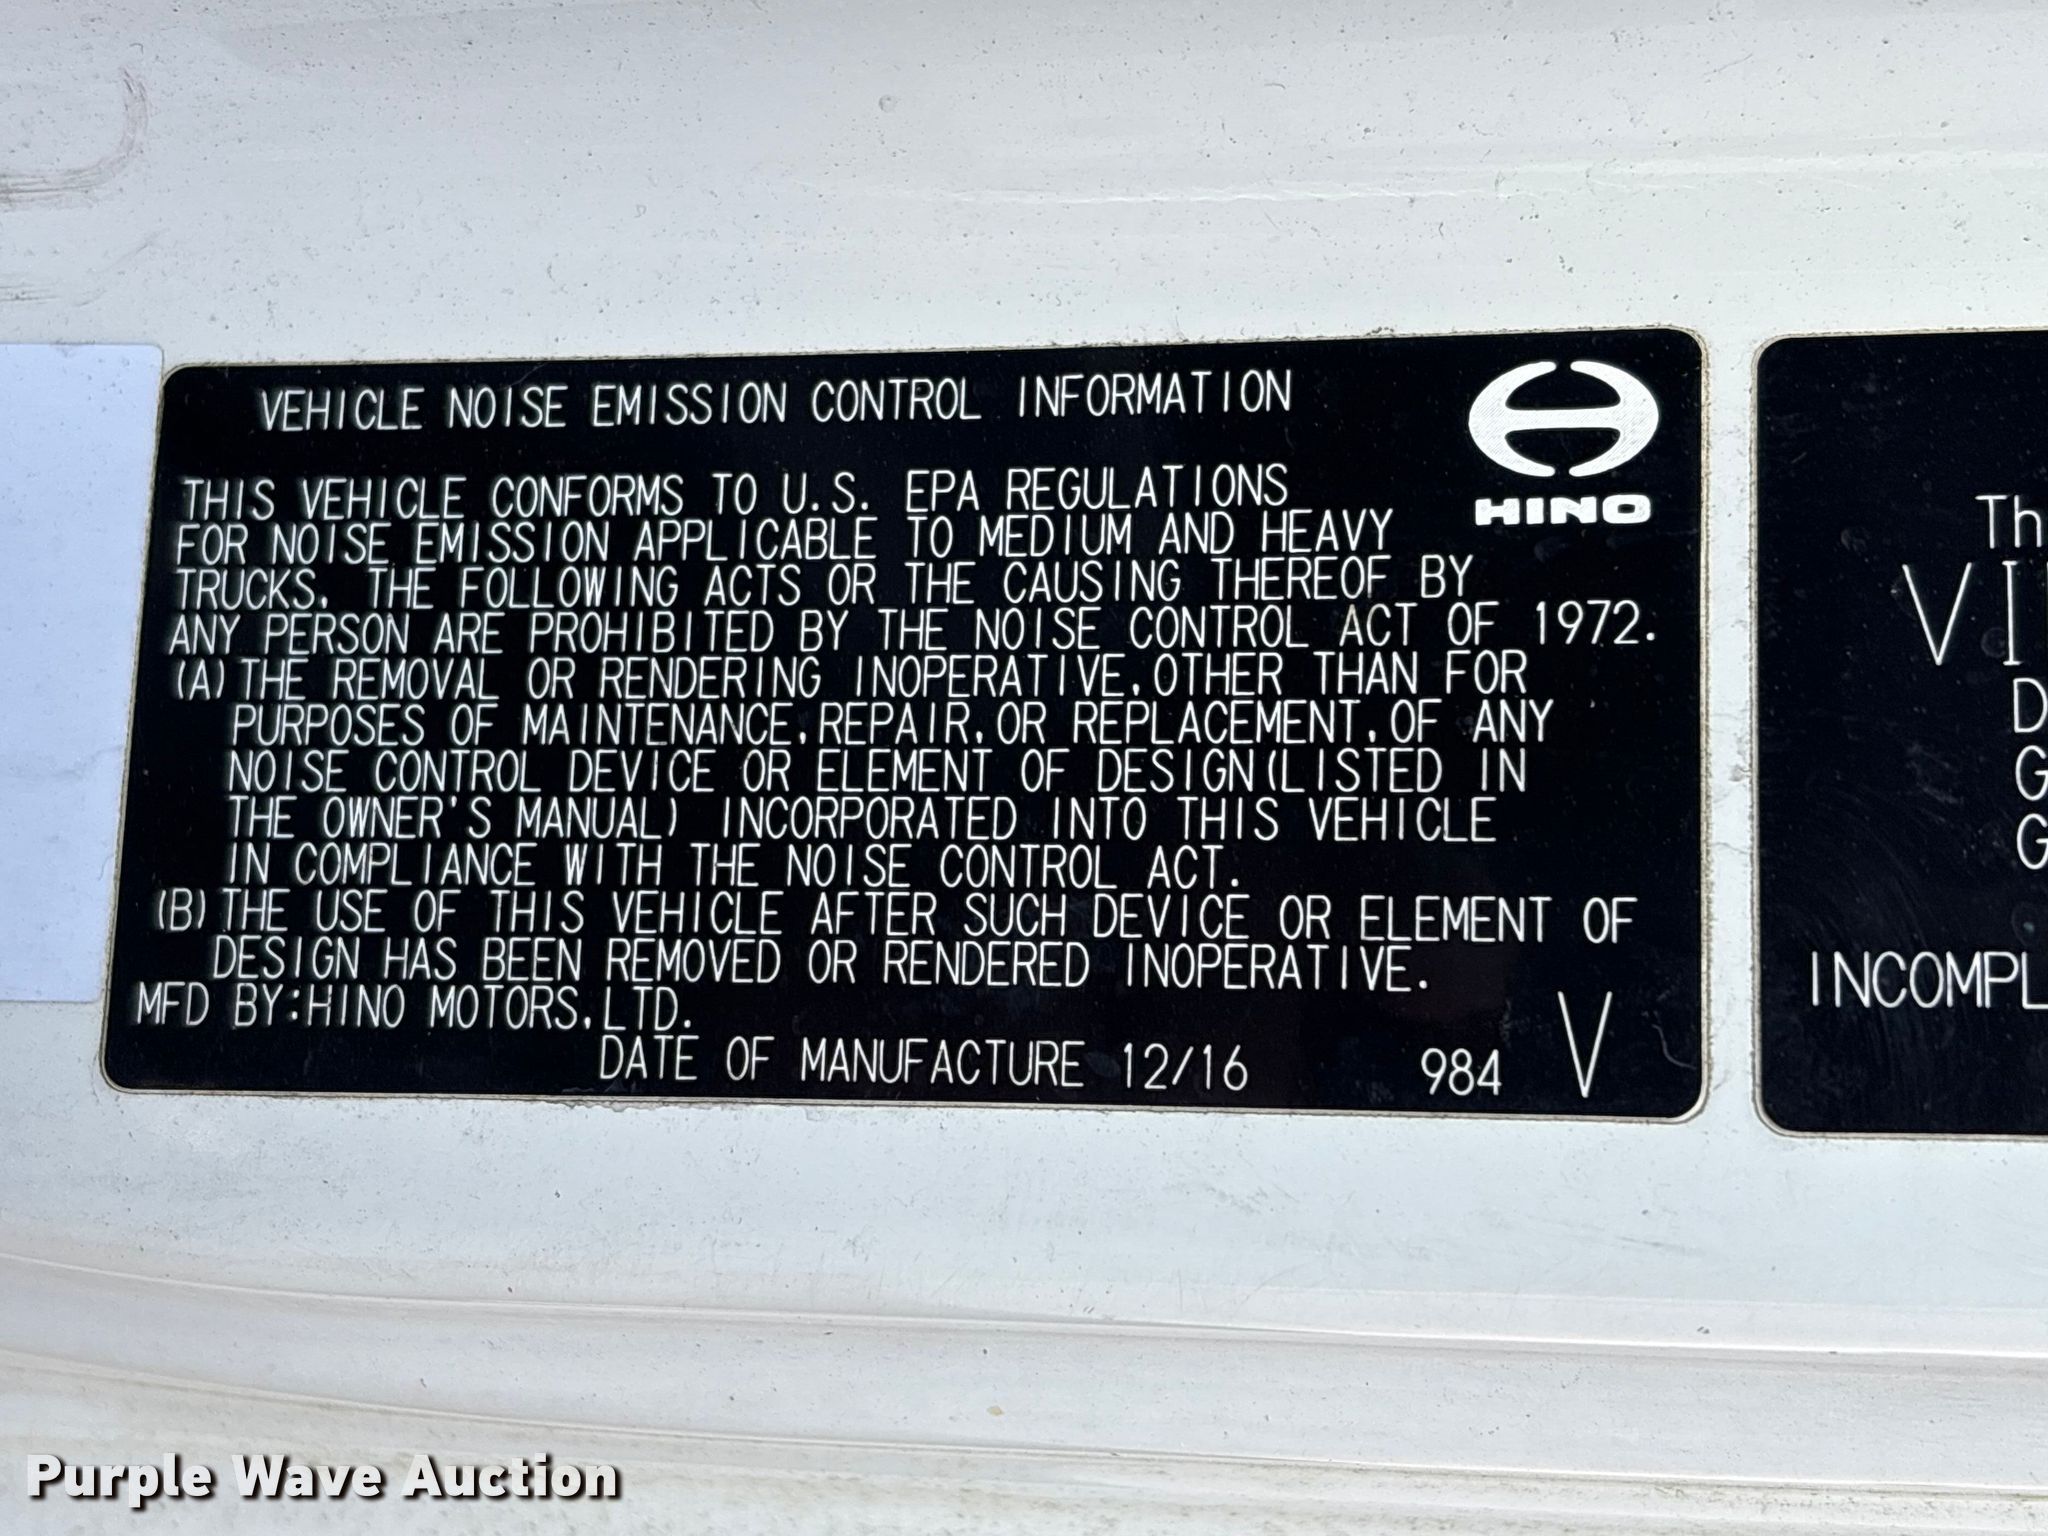 VEHICLE NOISE EMISSION CONTROL INFORMATION
HINO
THIS VEHICLE CONFORMS TO U.S. EPA REGULATIONS
FOR NOISE EMISSION APPLICABLE TO MEDIUM AND HEAVY
TRUCKS. THE FOLLOWING ACTS OR THE CAUSING THEREOF BY
ANY PERSON ARE PROHIBITED BY THE NOISE CONTROL ACT OF 1972.
(A) THE REMOVAL OR RENDERING INOPERATIVE, OTHER THAN FOR
PURPOSES OF MAINTENANCE, REPAIR, OR REPLACEMENT, OF ANY
NOISE CONTROL DEVICE OR ELEMENT OF DESIGN (LISTED IN
THE OWNER'S MANUAL) INCORPORATED INTO THIS VEHICLE
IN COMPLIANCE WITH THE NOISE CONTROL ACT.
(B) THE USE OF THIS VEHICLE AFTER SUCH DEVICE OR ELEMENT OF
DESIGN HAS BEEN REMOVED OR RENDERED INOPERATIVE.
MFD BY:HINO MOTORS, LTD.
DATE OF MANUFACTURE 12/16 984 V
Th
VI
D
G
G
INCOMPL
Purple Wave Auction